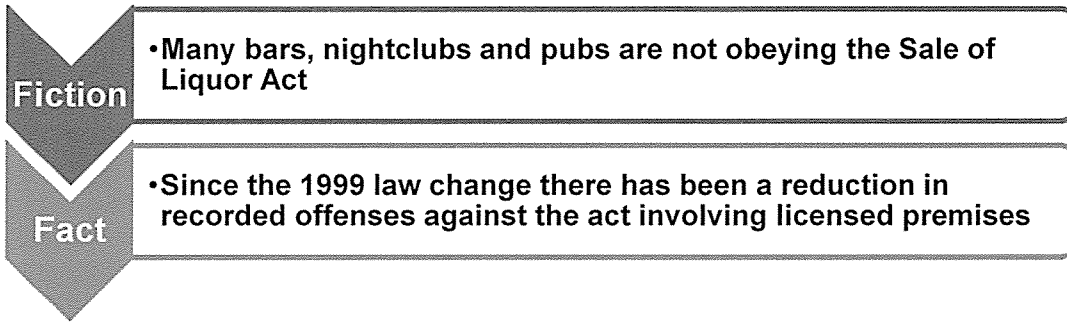 Fiction
•Many bars, nightclubs and pubs are not obeying the Sale of
Liquor Act
Fact
•Since the 1999 law change there has been a reduction in
recorded offenses against the act involving licensed premises